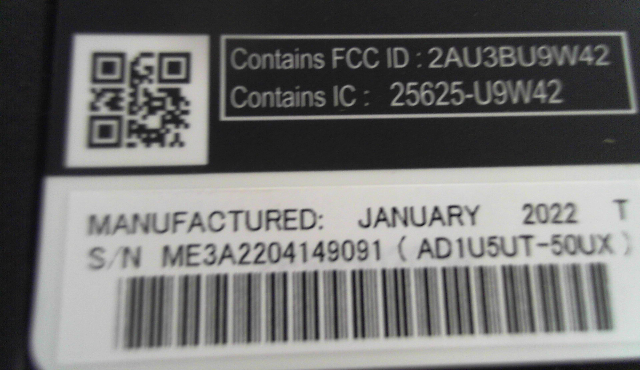 Contains FCC ID : 2AU3BU9W42
Contains IC : 25625-U9W42
MANUFACTURED: JANUARY 2022 T
S/N ME3A2204149091 ( AD1U5UT-50UX )